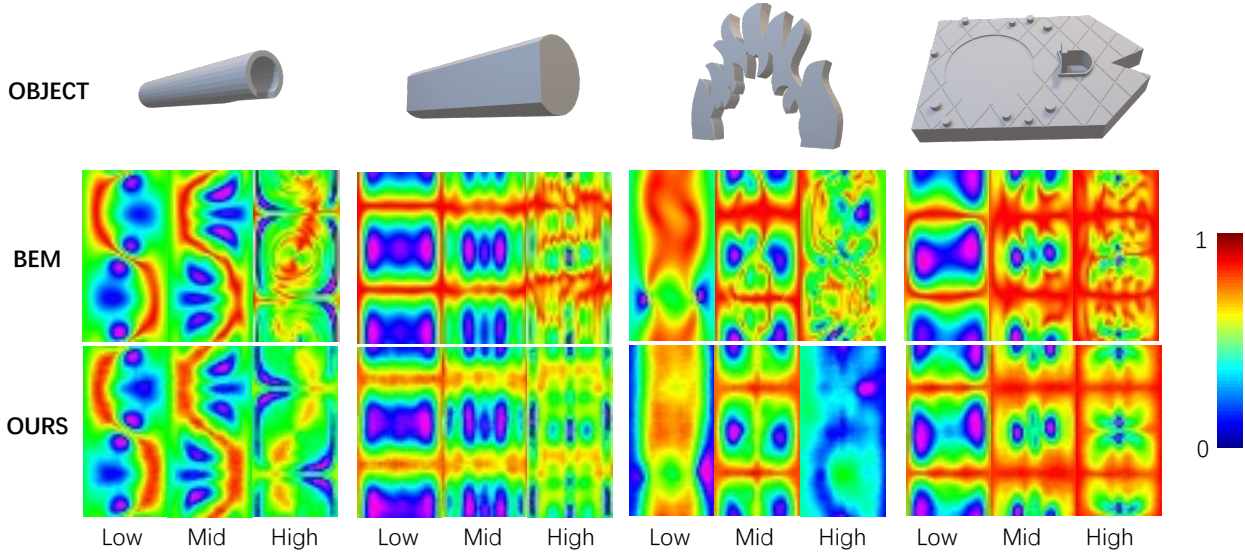 OBJECT
BEM
1
OURS
0
Low Mid High Low Mid High Low Mid High Low Mid High